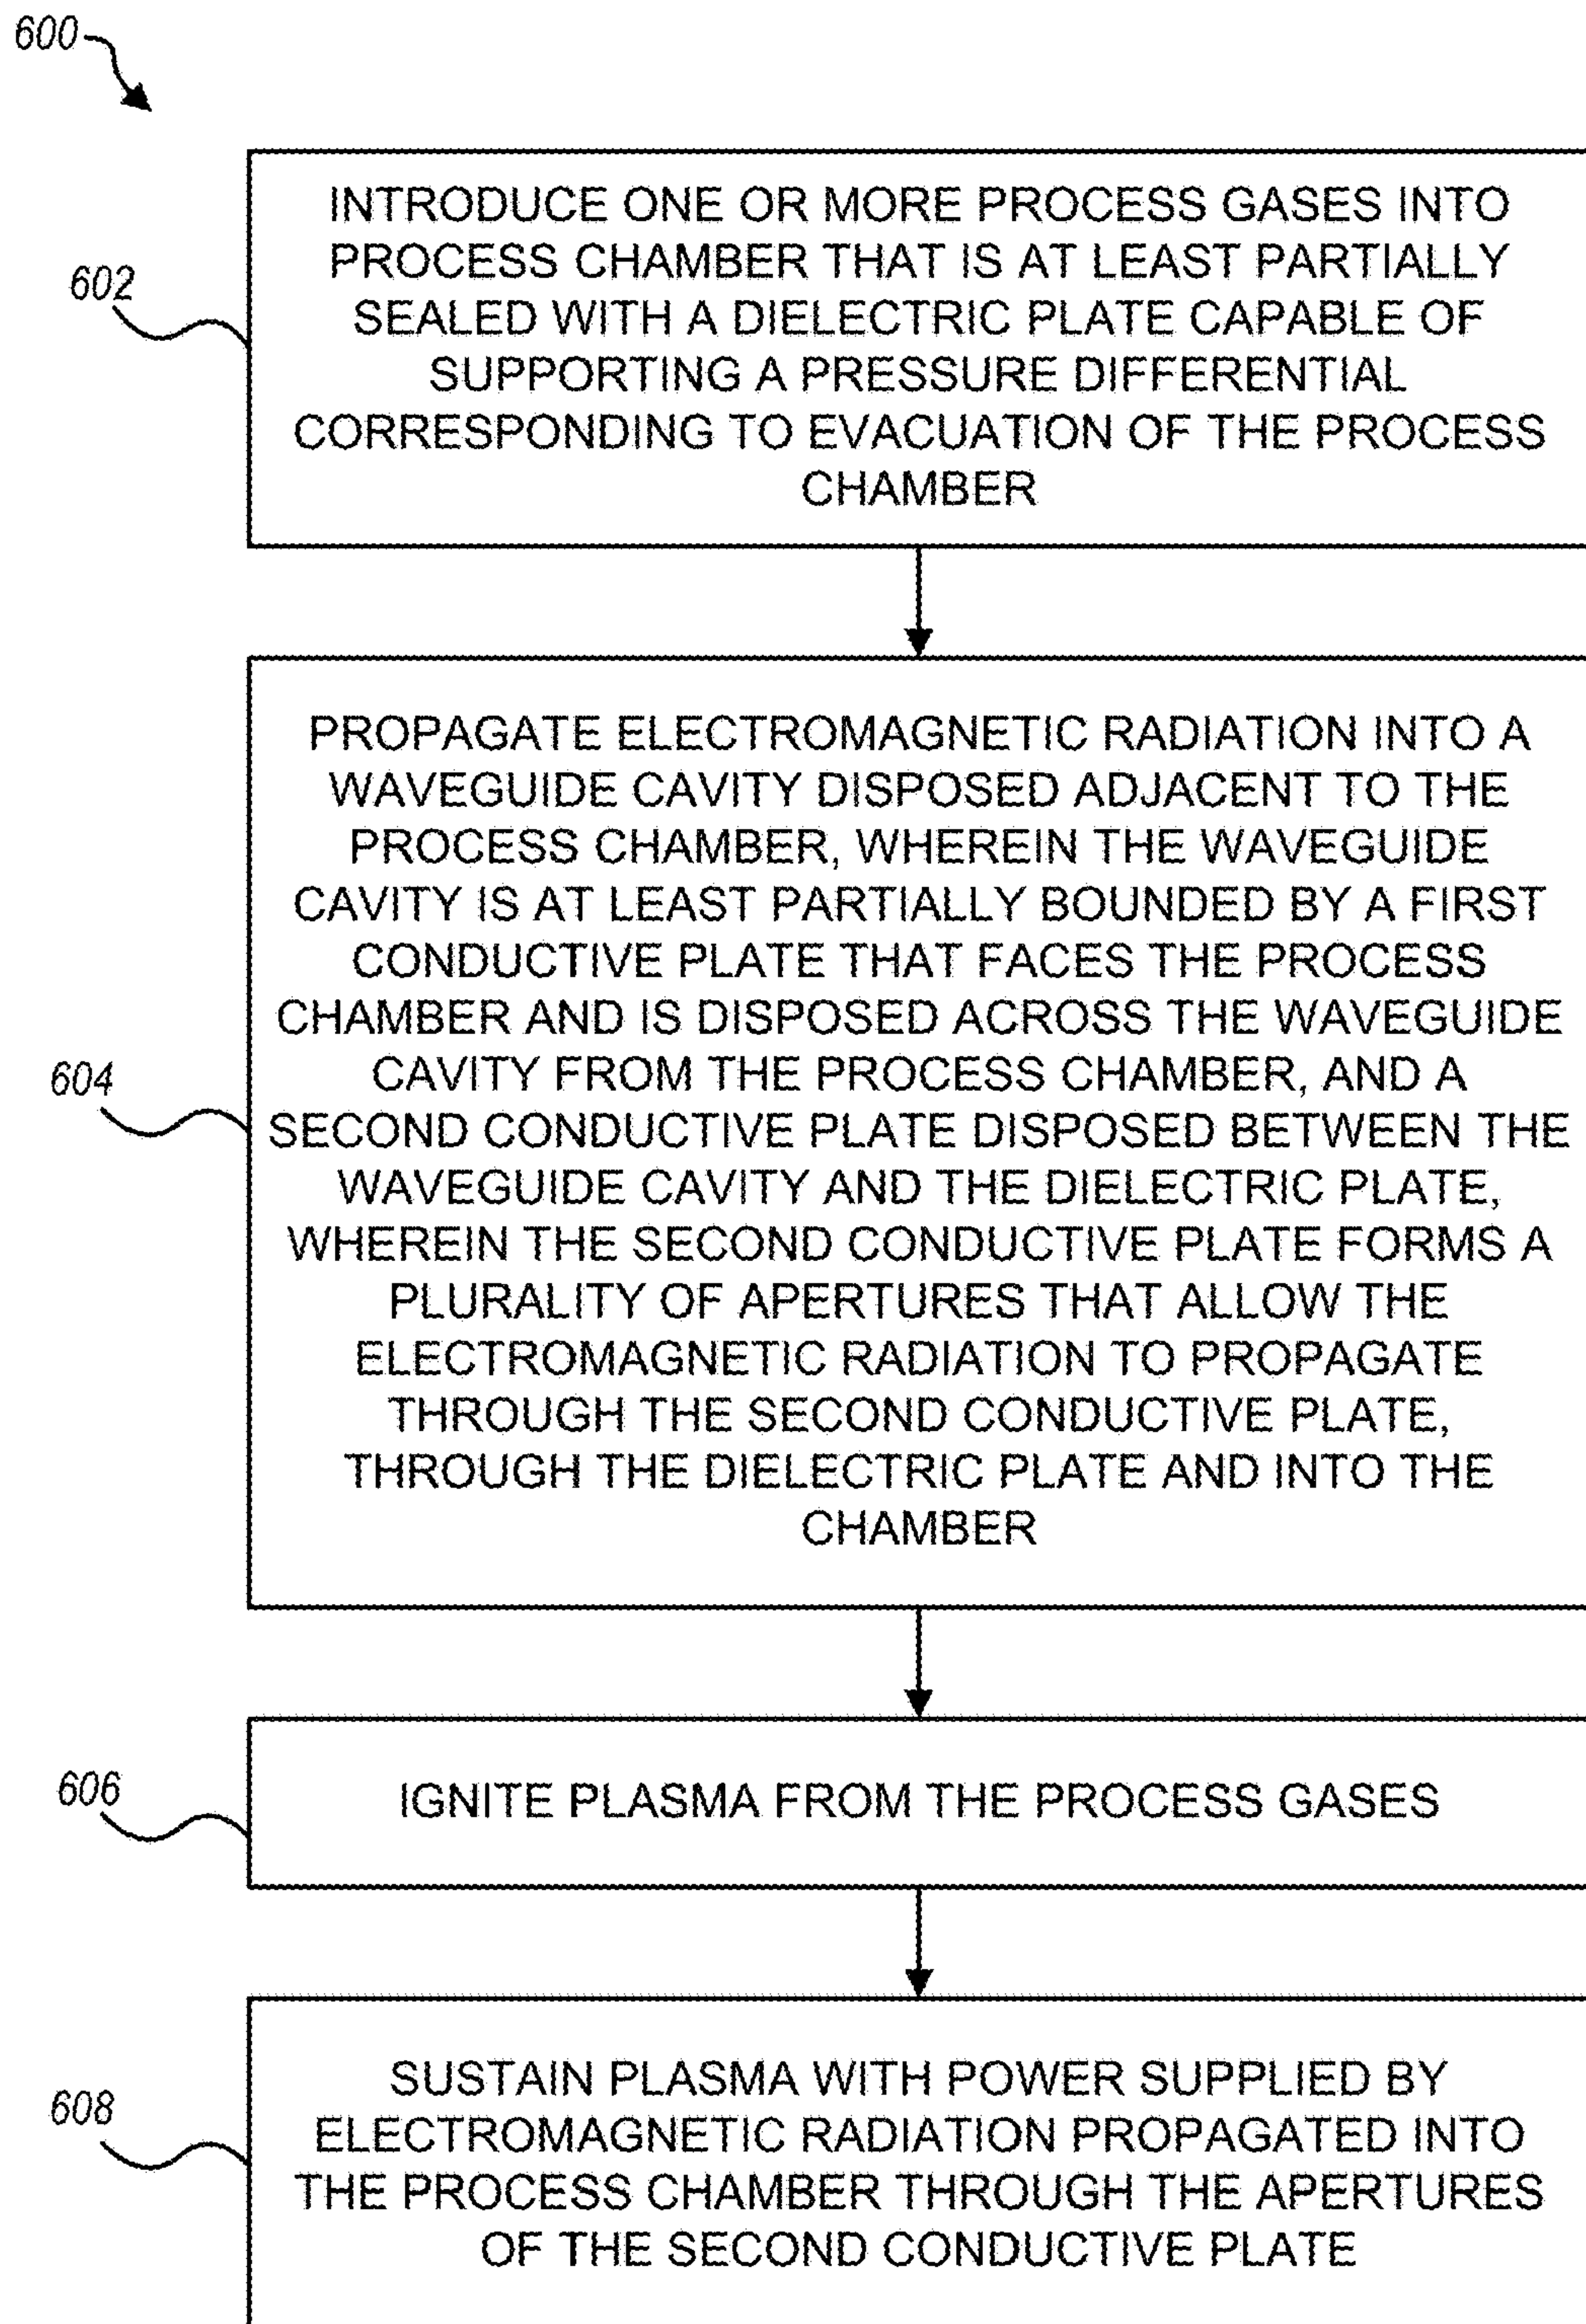 600
INTRODUCE ONE OR MORE PROCESS GASES INTO
PROCESS CHAMBER THAT IS AT LEAST PARTIALLY
602
SEALED WITH A DIELECTRIC PLATE CAPABLE OF
SUPPORTING A PRESSURE DIFFERENTIAL
CORRESPONDING TO EVACUATION OF THE PROCESS
CHAMBER
PROPAGATE ELECTROMAGNETIC RADIATION INTO A
WAVEGUIDE CAVITY DISPOSED ADJACENT TO THE
PROCESS CHAMBER, WHEREIN THE WAVEGUIDE
CAVITY IS AT LEAST PARTIALLY BOUNDED BY A FIRST
CONDUCTIVE PLATE THAT FACES THE PROCESS
CHAMBER AND IS DISPOSED ACROSS THE WAVEGUIDE
604
CAVITY FROM THE PROCESS CHAMBER, AND A
SECOND CONDUCTIVE PLATE DISPOSED BETWEEN THE
WAVEGUIDE CAVITY AND THE DIELECTRIC PLATE,
WHEREIN THE SECOND CONDUCTIVE PLATE FORMS A
PLURALITY OF APERTURES THAT ALLOW THE
ELECTROMAGNETIC RADIATION TO PROPAGATE
THROUGH THE SECOND CONDUCTIVE PLATE,
THROUGH THE DIELECTRIC PLATE AND INTO THE
CHAMBER
606
IGNITE PLASMA FROM THE PROCESS GASES
SUSTAIN PLASMA WITH POWER SUPPLIED BY
608
ELECTROMAGNETIC RADIATION PROPAGATED INTO
THE PROCESS CHAMBER THROUGH THE APERTURES
OF THE SECOND CONDUCTIVE PLATE